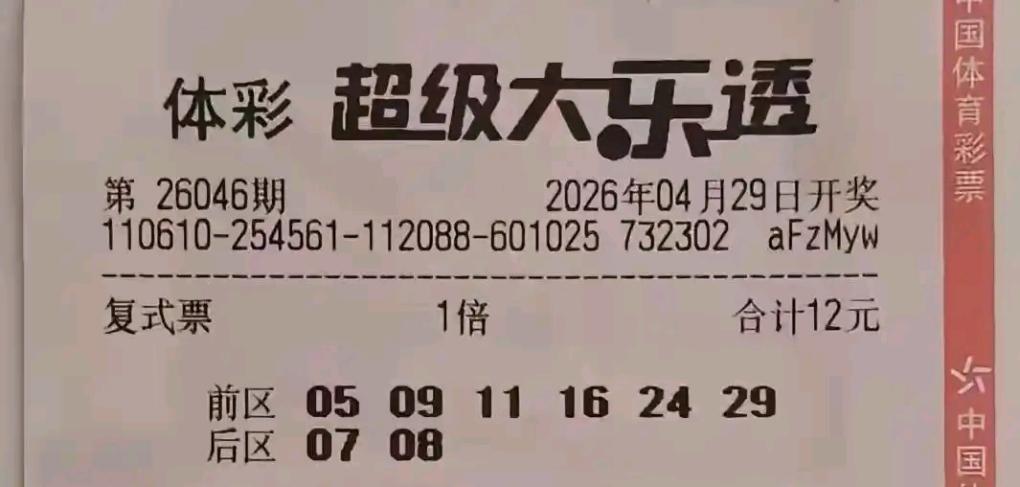 体彩 超级大乐透
第 26046期 2026年04月29日开奖
110610-254561-112088-601025 732302 aFzMyw
复式票 1倍 合计12元
前区 05 09 11 16 24 29
后区 07 08
中国体育彩票
中国